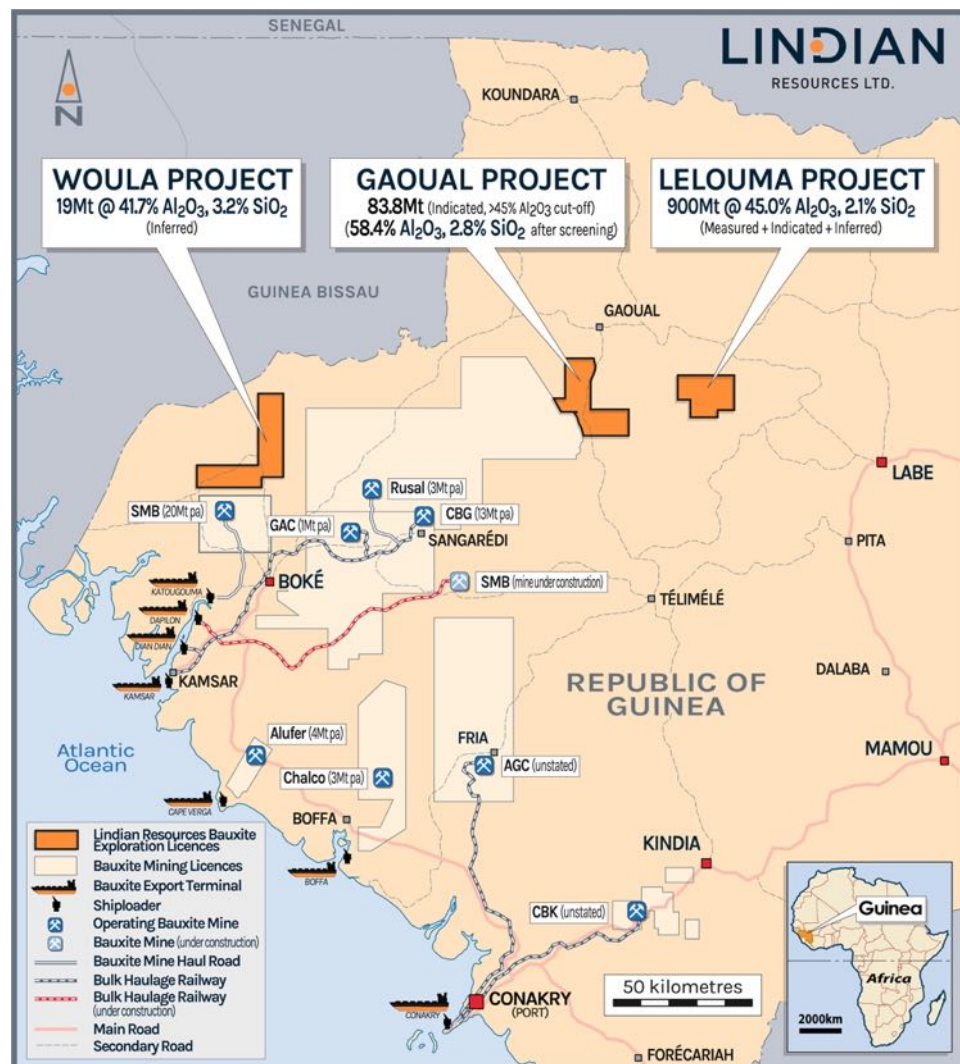 SENEGAL
LINDIAN
RESOURCES LTD.
N
KOUNDARA
WOULA PROJECT
19Mt @ 41.7% Al₂O₃, 3.2% SiO₂
(Inferred)
GAOUAL PROJECT
83.8Mt (Indicated, >45% Al₂O₃ cut-off)
(58.4% Al₂O₃, 2.8% SiO₂ after screening)
LELOUMA PROJECT
900Mt @ 45.0% Al₂O₃, 2.1% SiO₂
(Measured + Indicated + Inferred)
GUINEA BISSAU
GAOUAL
LABE
Rusal (3Mt pa)
SMB (20Mt pa)
GAC (1Mt pa)
CBG (13Mt pa)
SANGARÉDI
PITA
BOKÉ
SMB (mine under construction)
KATOUGOUMA
TÉLIMÉLÉ
DAPILON
DIAN DIAN
KAMSAR
KAMSAR
DALABA
REPUBLIC OF
GUINEA
Atlantic
Ocean
Alufer (4Mt pa)
FRIA
MAMOU
Chalco (3Mt pa)
AGC (unstated)
CAPE VERGA
BOFFA
BOFFA
KINDIA
CBK (unstated)
CONAKRY
(PORT)
CONAKRY
50 kilometres
FORÉCARIAH
Lindian Resources Bauxite
Exploration Licences
Bauxite Mining Licences
Bauxite Export Terminal
Shiploader
Operating Bauxite Mine
Bauxite Mine (under construction)
Bauxite Mine Haul Road
Bulk Haulage Railway
Bulk Haulage Railway
(under construction)
Main Road
Secondary Road
Guinea
Africa
2000km